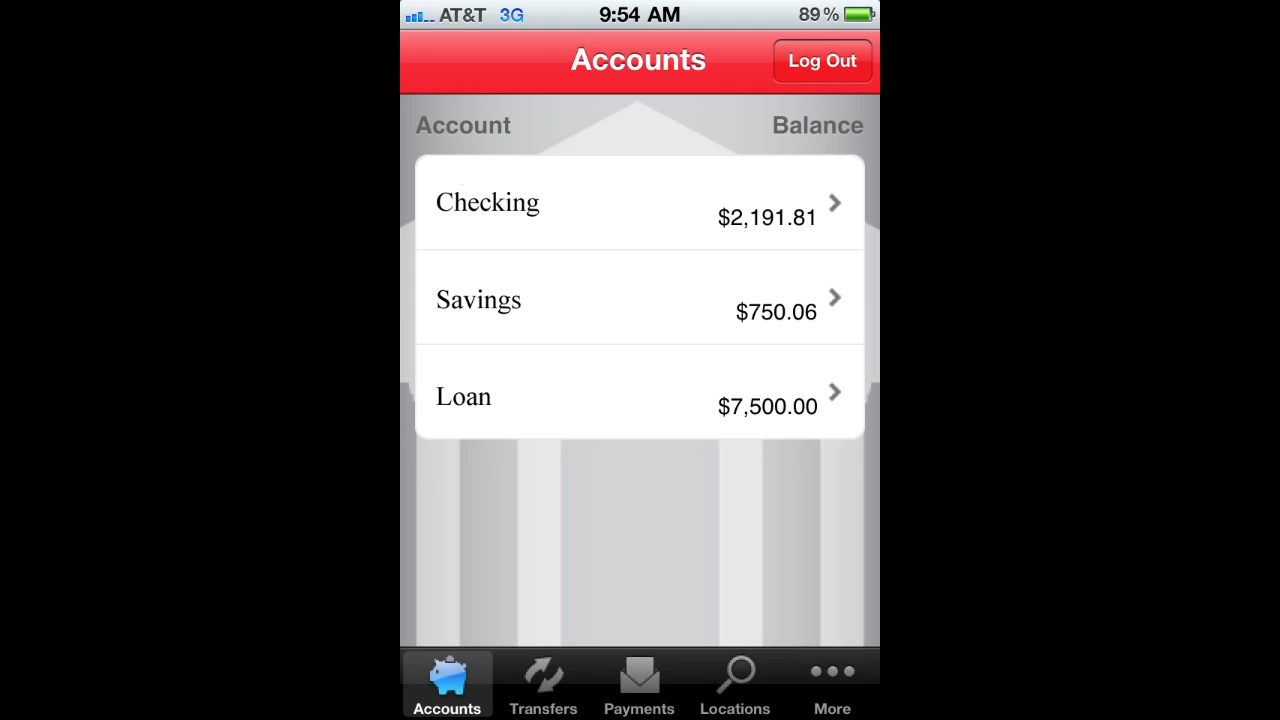 AT&T 3G 9:54 AM 89%
Accounts Log Out
Account Balance
Checking $2,191.81
Savings $750.06
Loan $7,500.00
Accounts Transfers Payments Locations More